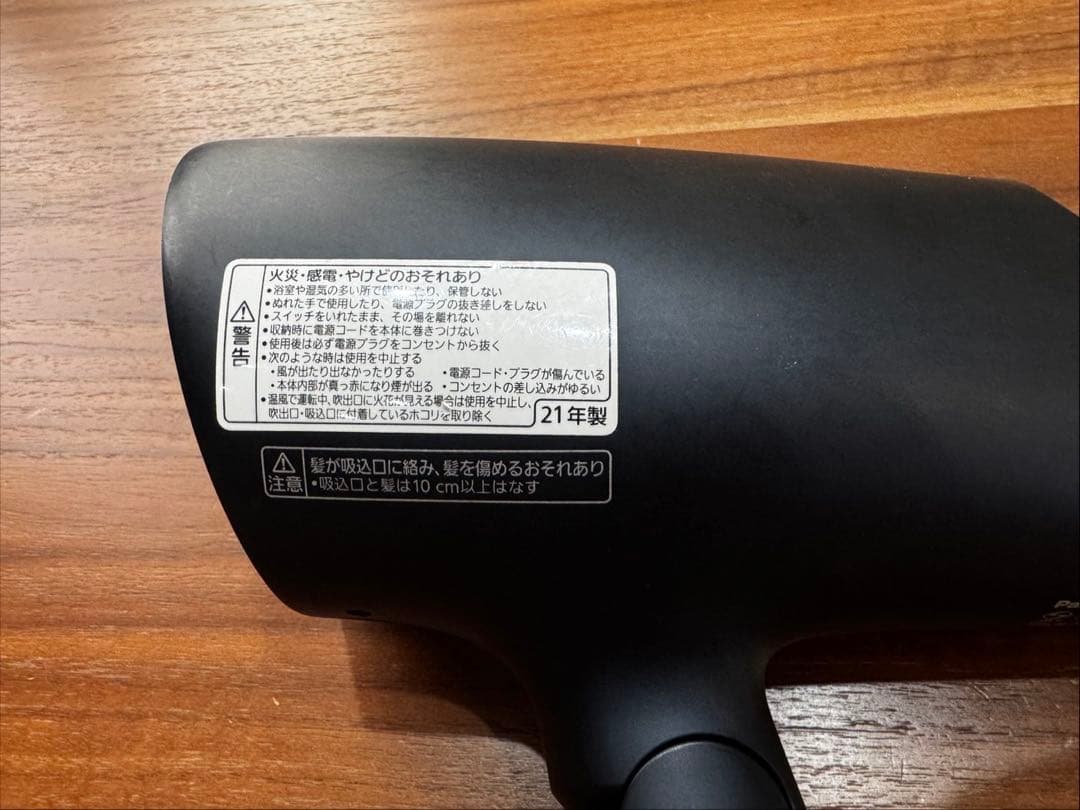 警告
火災・感電・やけどのおそれあり
・浴室や湿気の多い所で使用したり、保管しない
・ぬれた手で使用したり、電源プラグの抜き差しをしない
・スイッチをいれたまま、その場を離れない
・収納時に電源コードを本体に巻きつけない
・使用後は必ず電源プラグをコンセントから抜く
・次のような時は使用を中止する
・風が出たり出なかったりする ・電源コード・プラグが傷んでいる
・本体内部が真っ赤になり煙が出る ・コンセントの差し込みがゆるい
・温風で運転中、吹出口に火花が見える場合は使用を中止し、
吹出口・吸込口に付着しているホコリを取り除く
21年製
注意
髪が吸込口に絡み、髪を傷めるおそれあり
・吸込口と髪は10 cm以上はなす
Pa